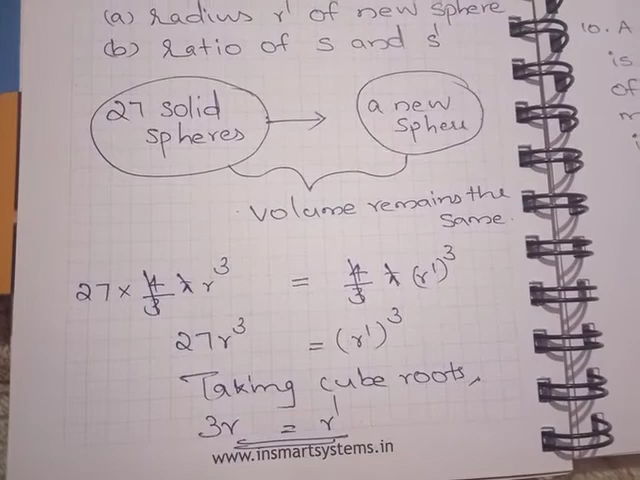 (a) radius r' of new sphere
(b) ratio of s and s'
27 solid
spheres
a new
sphere
volume remains the
same.
27 × 4/3 π r³ = 4/3 π (r')³
27r³ = (r')³
Taking cube roots,
3r = r'
www.insmartsystems.in
10. A
is
of